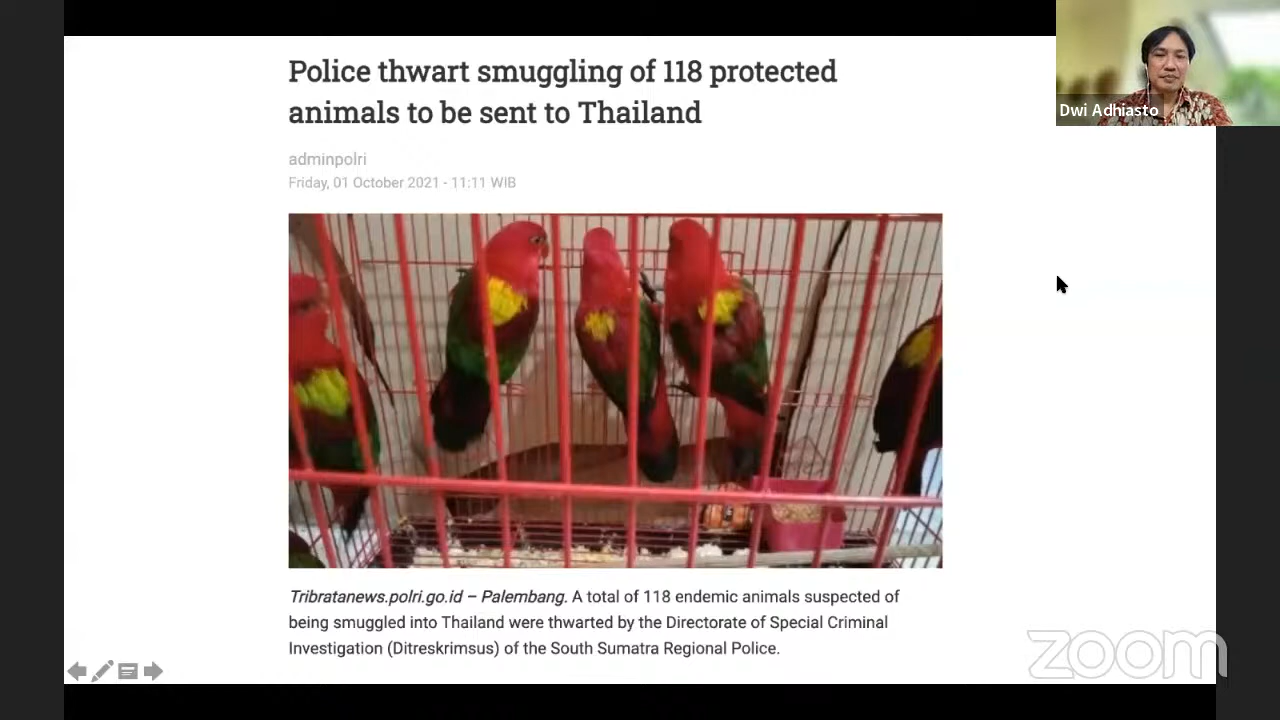 Police thwart smuggling of 118 protected
animals to be sent to Thailand
adminpolri
Friday, 01 October 2021 - 11:11 WIB
Tribratanews.polri.go.id – Palembang. A total of 118 endemic animals suspected of
being smuggled into Thailand were thwarted by the Directorate of Special Criminal
Investigation (Ditreskrimsus) of the South Sumatra Regional Police.
Dwi Adhiasto
zoom